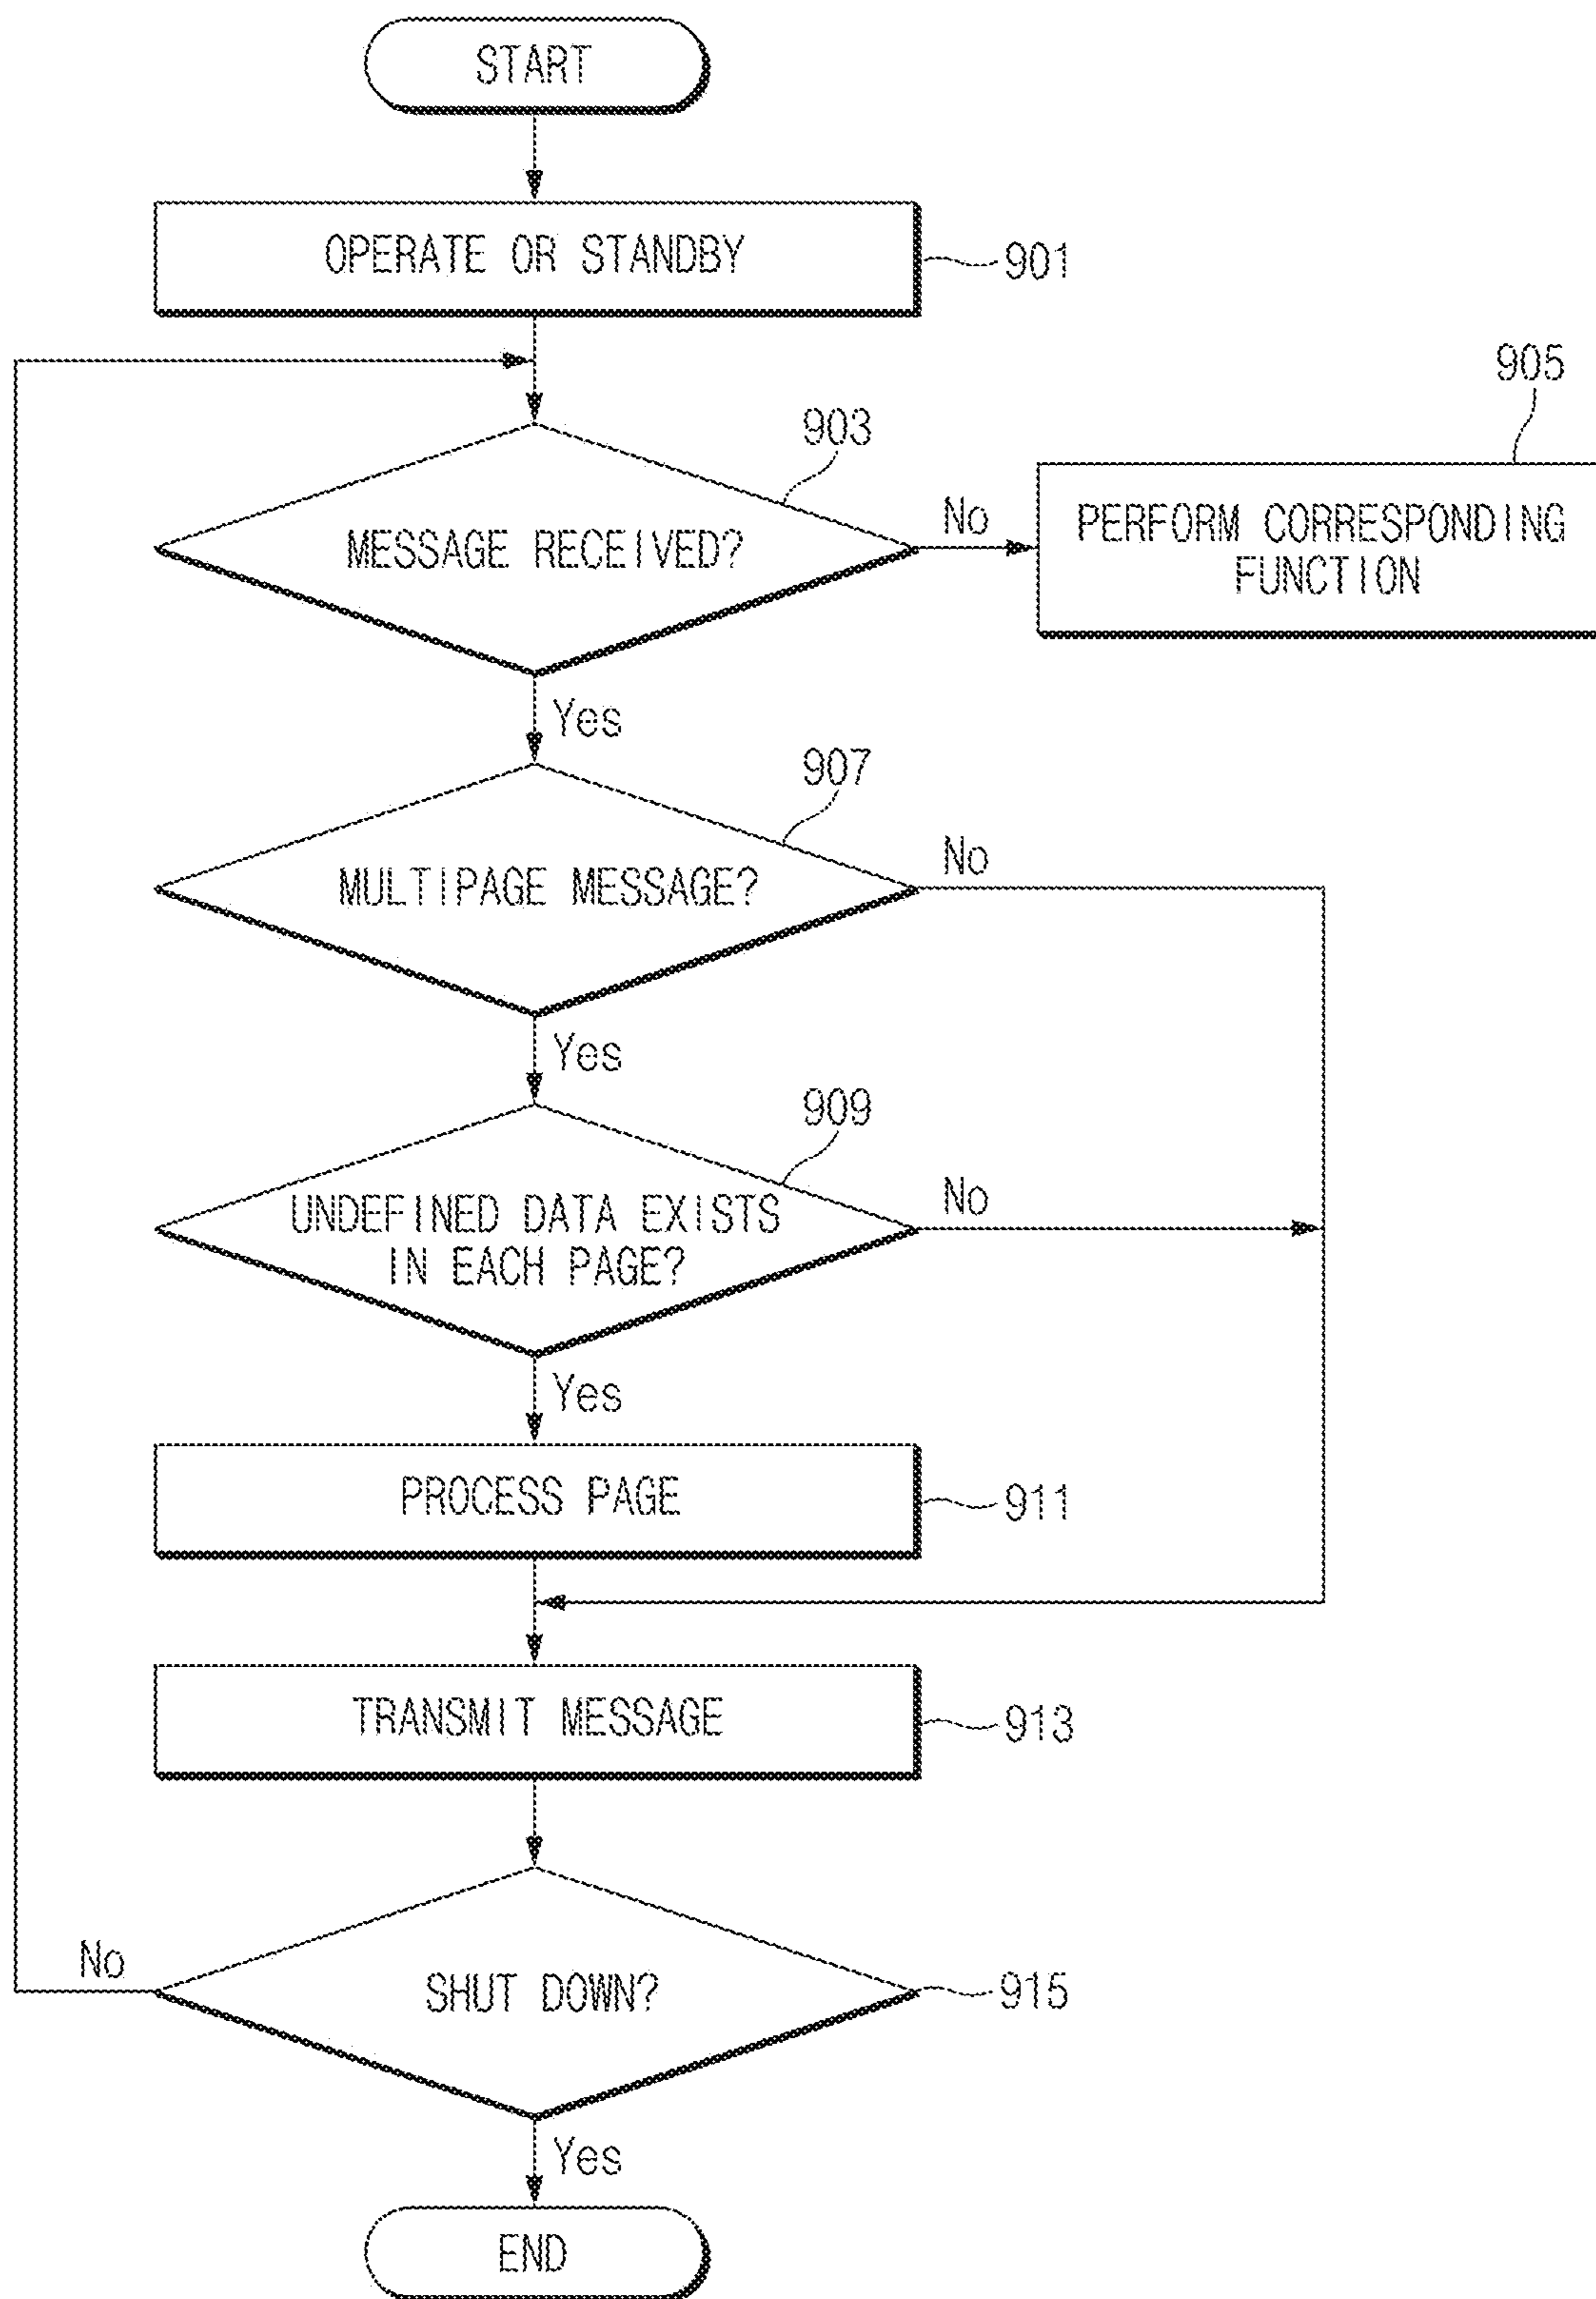 START
OPERATE OR STANDBY
901
905
903
MESSAGE RECEIVED?
No
PERFORM CORRESPONDING
FUNCTION
Yes
907
MULTIPAGE MESSAGE?
No
Yes
909
UNDEFINED DATA EXISTS
IN EACH PAGE?
No
Yes
PROCESS PAGE
911
TRANSMIT MESSAGE
913
No
SHUT DOWN?
915
Yes
END